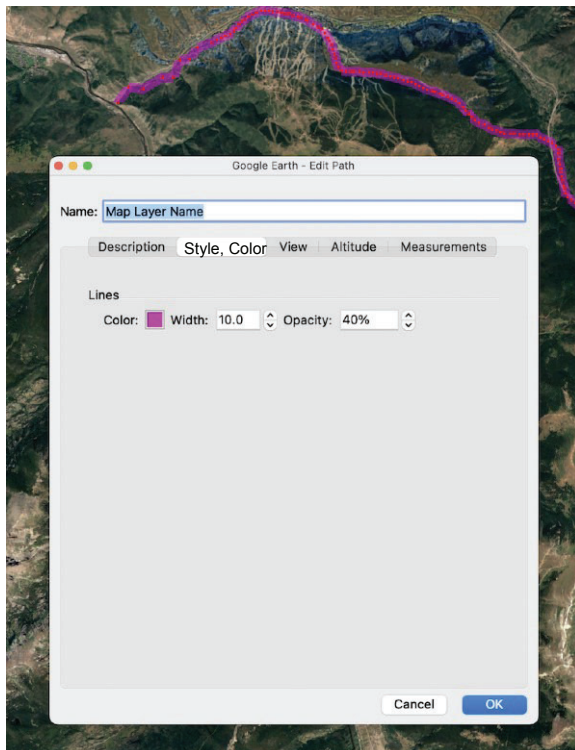 Google Earth - Edit Path
Name: Map Layer Name
Description Style, Color View Altitude Measurements
Lines
Color: Width: 10.0 Opacity: 40%
Cancel OK